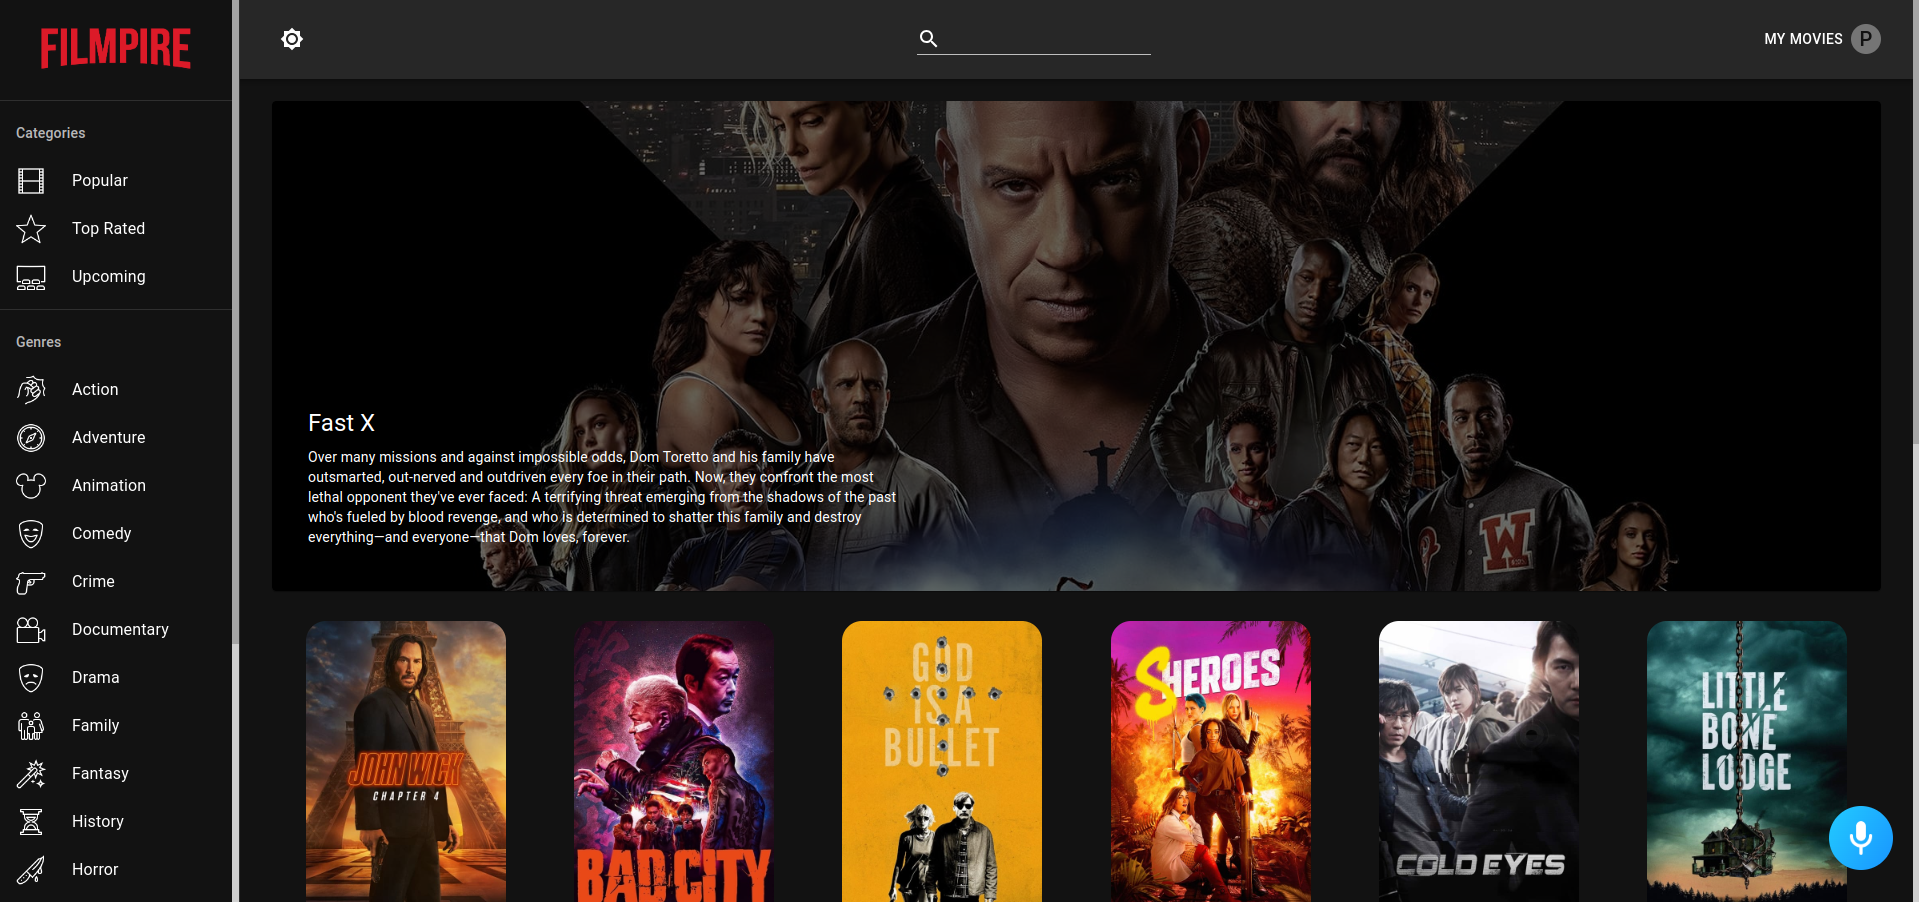 FILMPIRE
MY MOVIES P
Categories
Popular
Top Rated
Upcoming
Genres
Action
Adventure
Animation
Comedy
Crime
Documentary
Drama
Family
Fantasy
History
Horror
Fast X
Over many missions and against impossible odds, Dom Toretto and his family have
outsmarted, out-nerved and outdriven every foe in their path. Now, they confront the most
lethal opponent they've ever faced: A terrifying threat emerging from the shadows of the past
who's fueled by blood revenge, and who is determined to shatter this family and destroy
everything—and everyone—that Dom loves, forever.
W
JOHN WICK
CHAPTER 4
BAD CITY
GOD
IS A
BULLET
SHEROES
COLD EYES
LITTLE
BONE
LODGE